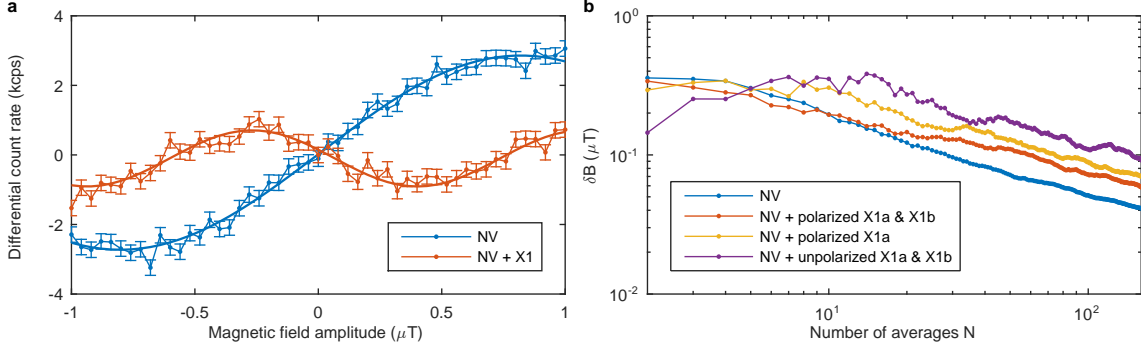 a
Differential count rate (kcps)
4
2
0
-2
-4
-1
-0.5
0
0.5
1
Magnetic field amplitude (μT)
NV
NV + X1
b
δB (μT)
10^0
10^-1
10^-2
10^1
10^2
Number of averages N
NV
NV + polarized X1a & X1b
NV + polarized X1a
NV + unpolarized X1a & X1b